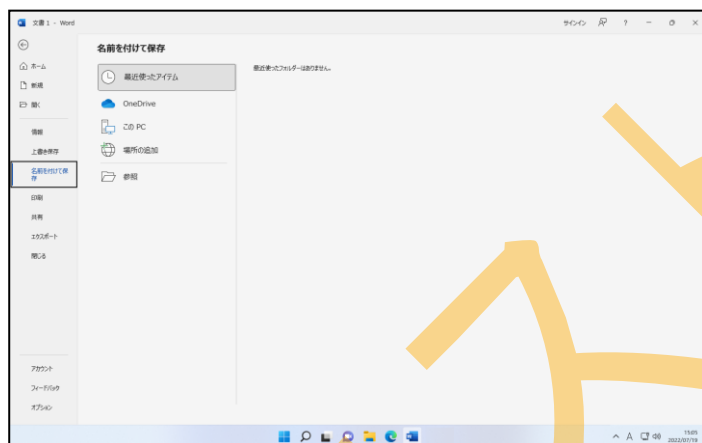 文書 1 - Word
サインイン
?
名前を付けて保存
ホーム
新規
開く
情報
上書き保存
名前を付けて保
存
印刷
共有
エクスポート
閉じる
アカウント
フィードバック
オプション
最近使ったアイテム
OneDrive
この PC
場所の追加
参照
最近使ったフォルダーはありません。
A
15:05
2022/07/19